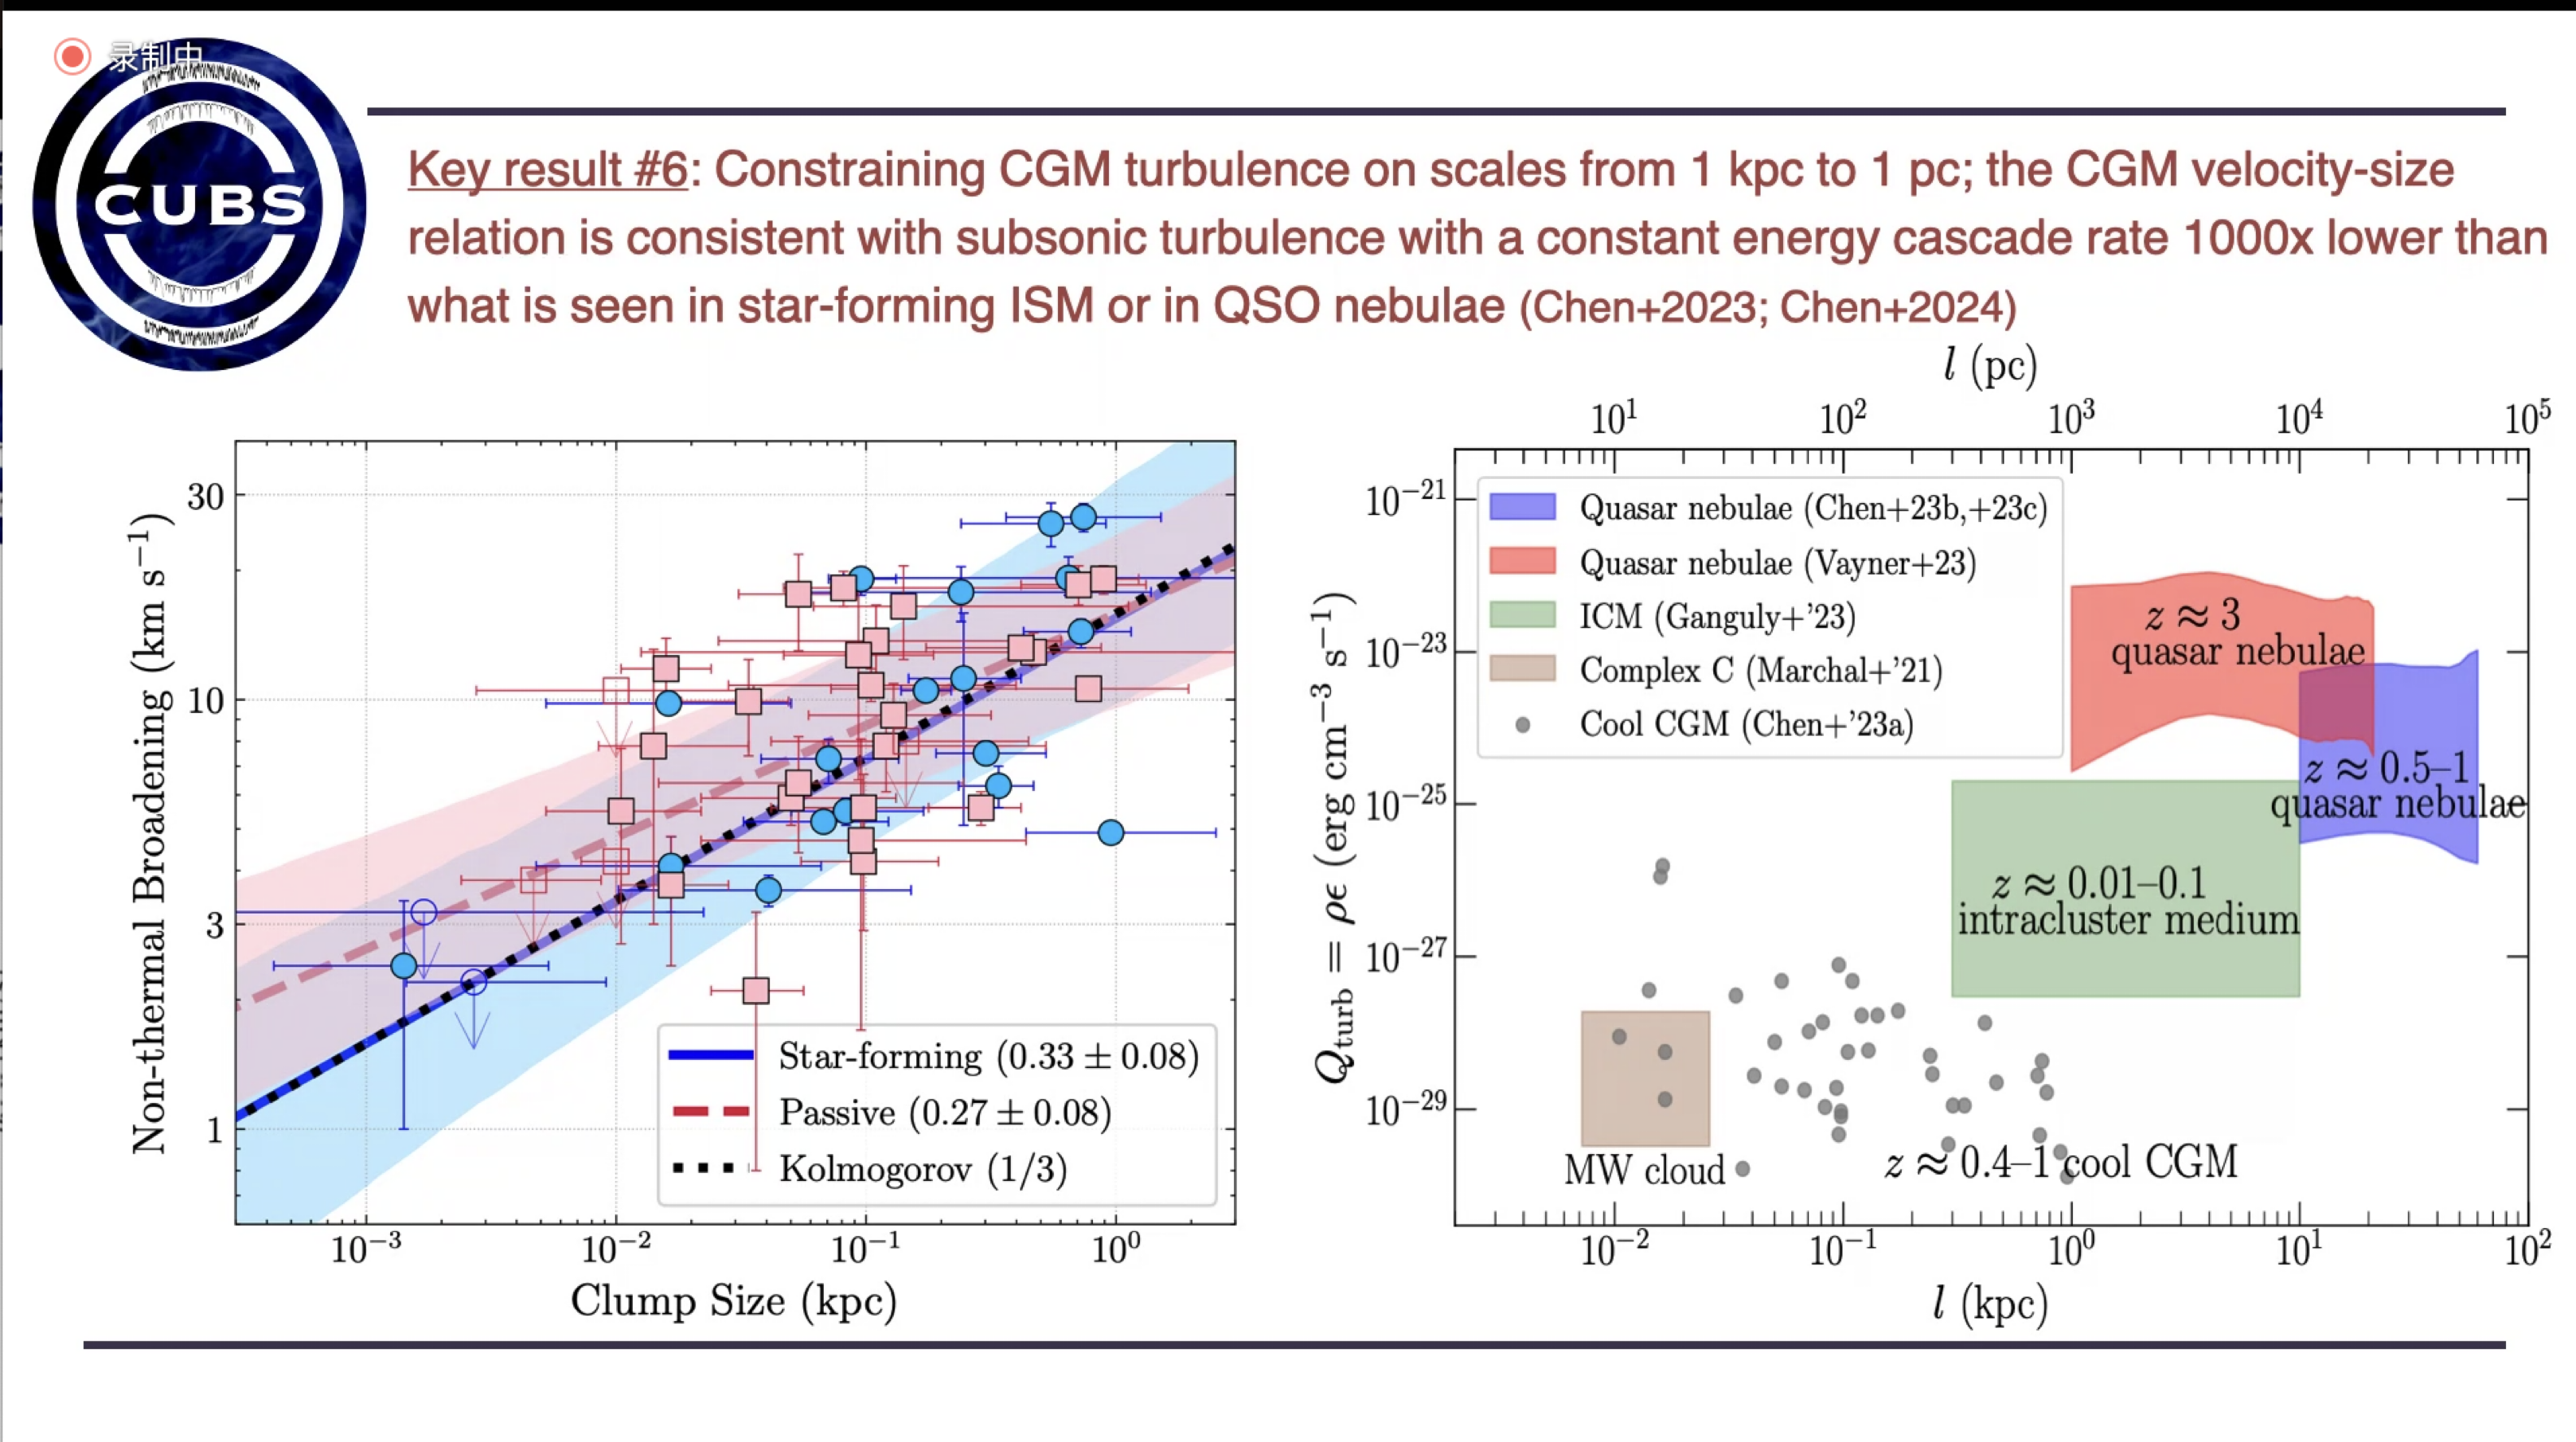 录制中
CUBS
Key result #6: Constraining CGM turbulence on scales from 1 kpc to 1 pc; the CGM velocity-size
relation is consistent with subsonic turbulence with a constant energy cascade rate 1000x lower than
what is seen in star-forming ISM or in QSO nebulae (Chen+2023; Chen+2024)
30
10
3
1
Non-thermal Broadening (km s⁻¹)
Star-forming (0.33 ± 0.08)
Passive (0.27 ± 0.08)
Kolmogorov (1/3)
10⁻³ 10⁻² 10⁻¹ 10⁰
Clump Size (kpc)
l (pc)
10¹ 10² 10³ 10⁴ 10⁵
10⁻²¹
10⁻²³
10⁻²⁵
10⁻²⁷
10⁻²⁹
Q_turb = ρϵ (erg cm⁻³ s⁻¹)
Quasar nebulae (Chen+23b,+23c)
Quasar nebulae (Vayner+23)
ICM (Ganguly+'23)
Complex C (Marchal+'21)
Cool CGM (Chen+'23a)
z ≈ 3
quasar nebulae
z ≈ 0.5–1
quasar nebulae
z ≈ 0.01–0.1
intracluster medium
MW cloud
z ≈ 0.4–1 cool CGM
10⁻² 10⁻¹ 10⁰ 10¹ 10²
l (kpc)